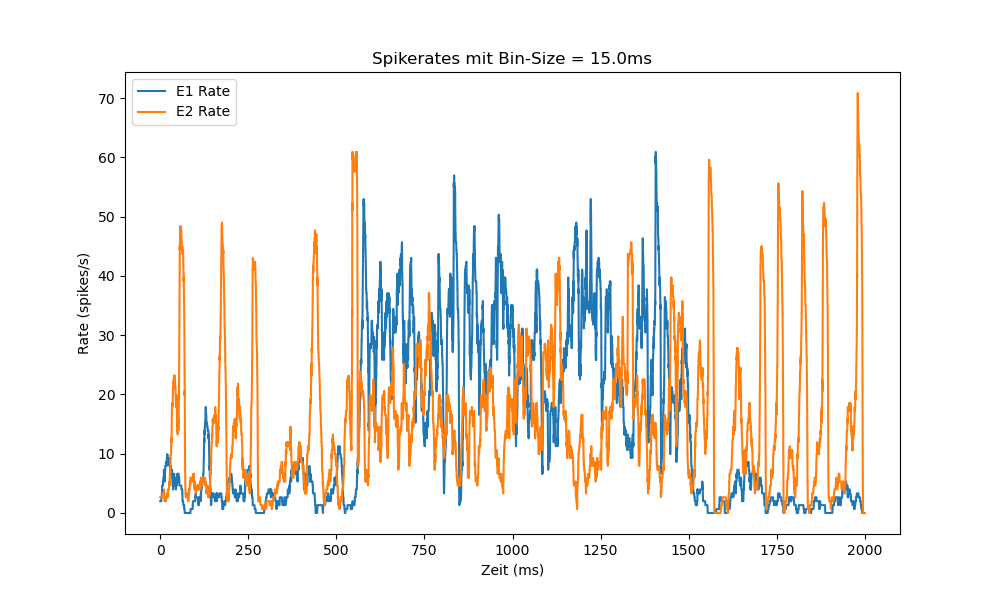 Spikerates mit Bin-Size = 15.0ms
E1 Rate
E2 Rate
Rate (spikes/s)
70
60
50
40
30
20
10
0
0 250 500 750 1000 1250 1500 1750 2000
Zeit (ms)